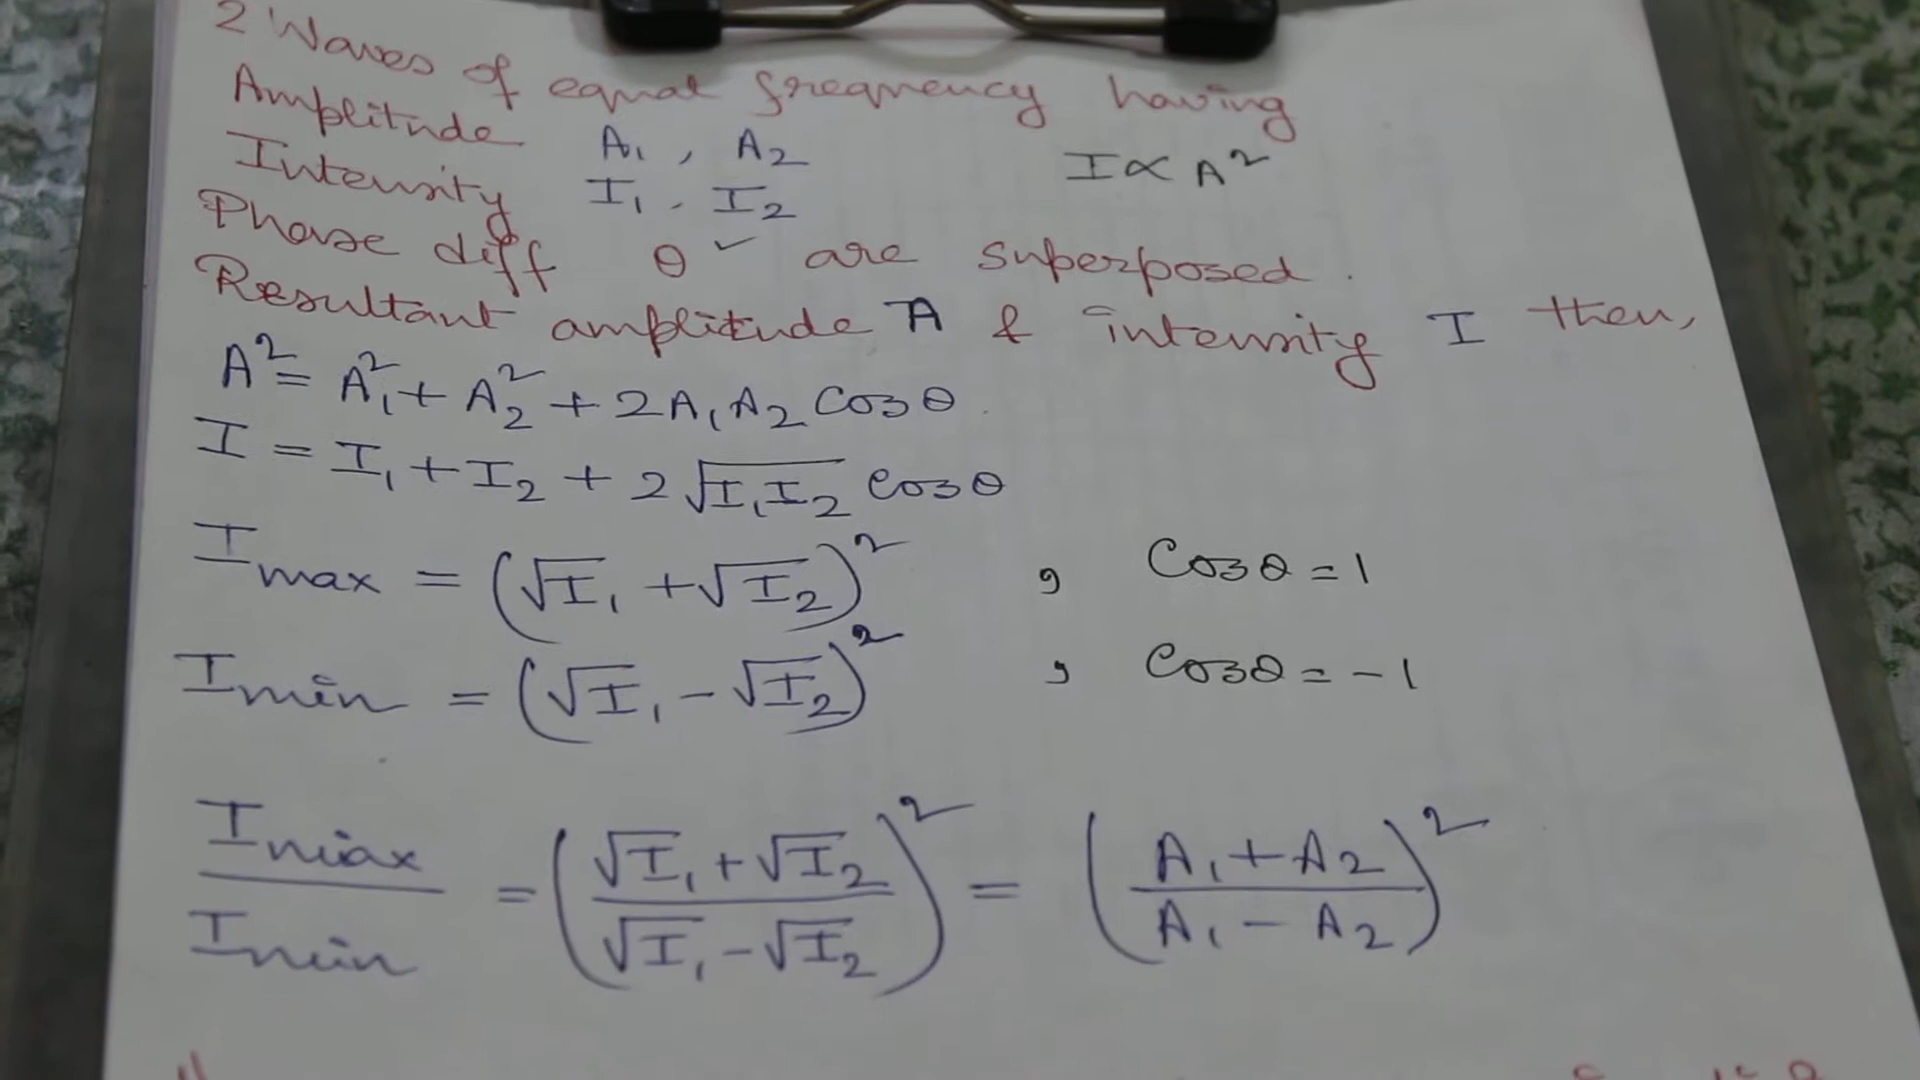 2 Waves of equal frequency having
Amplitude A₁, A₂ I ∝ A²
Intensity I₁, I₂
Phase diff θ ✓ are superposed.
Resultant amplitude A & intensity I then,
A² = A₁² + A₂² + 2A₁A₂ Cosθ.
I = I₁ + I₂ + 2√(I₁I₂) Cosθ
Imax = (√I₁ + √I₂)² , Cosθ = 1
Imin = (√I₁ - √I₂)² , Cosθ = -1
Imax/Imin = ((√I₁ + √I₂)/(√I₁ - √I₂))² = ((A₁ + A₂)/(A₁ - A₂))²